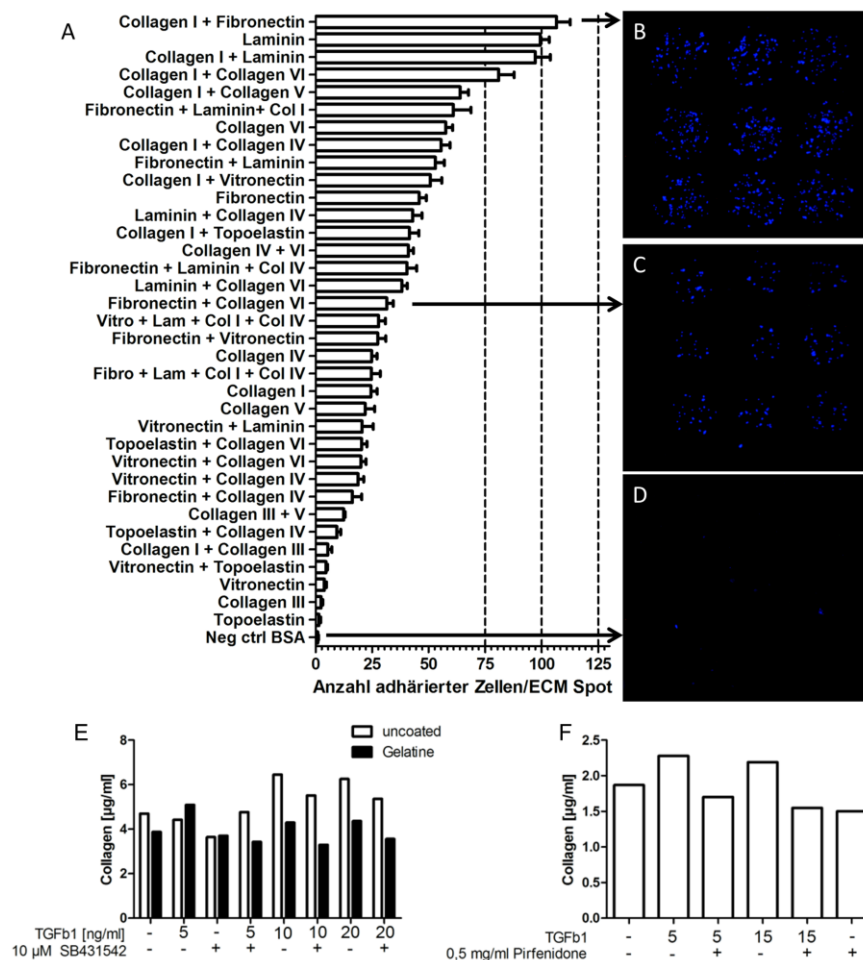 A
Collagen I + Fibronectin
Laminin
Collagen I + Laminin
Collagen I + Collagen VI
Collagen I + Collagen V
Fibronectin + Laminin+ Col I
Collagen VI
Collagen I + Collagen IV
Fibronectin + Laminin
Collagen I + Vitronectin
Fibronectin
Laminin + Collagen IV
Collagen I + Topoelastin
Collagen IV + VI
Fibronectin + Laminin + Col IV
Laminin + Collagen VI
Fibronectin + Collagen VI
Vitro + Lam + Col I + Col IV
Fibronectin + Vitronectin
Collagen IV
Fibro + Lam + Col I + Col IV
Collagen I
Collagen V
Vitronectin + Laminin
Topoelastin + Collagen VI
Vitronectin + Collagen VI
Vitronectin + Collagen IV
Fibronectin + Collagen IV
Collagen III + V
Topoelastin + Collagen IV
Collagen I + Collagen III
Vitronectin + Topoelastin
Vitronectin
Collagen III
Topoelastin
Neg ctrl BSA
0 25 50 75 100 125
Anzahl adhärierter Zellen/ECM Spot
B
C
D
E
uncoated
Gelatine
Collagen [µg/ml]
8
6
4
2
0
TGFb1 [ng/ml] - 5 - 5 10 10 20 20
10 µM SB431542 - - + + - + - +
F
Collagen [µg/ml]
2.5
2.0
1.5
1.0
0.5
0.0
TGFb1 - 5 5 15 15 -
0,5 mg/ml Pirfenidone - - + - + +